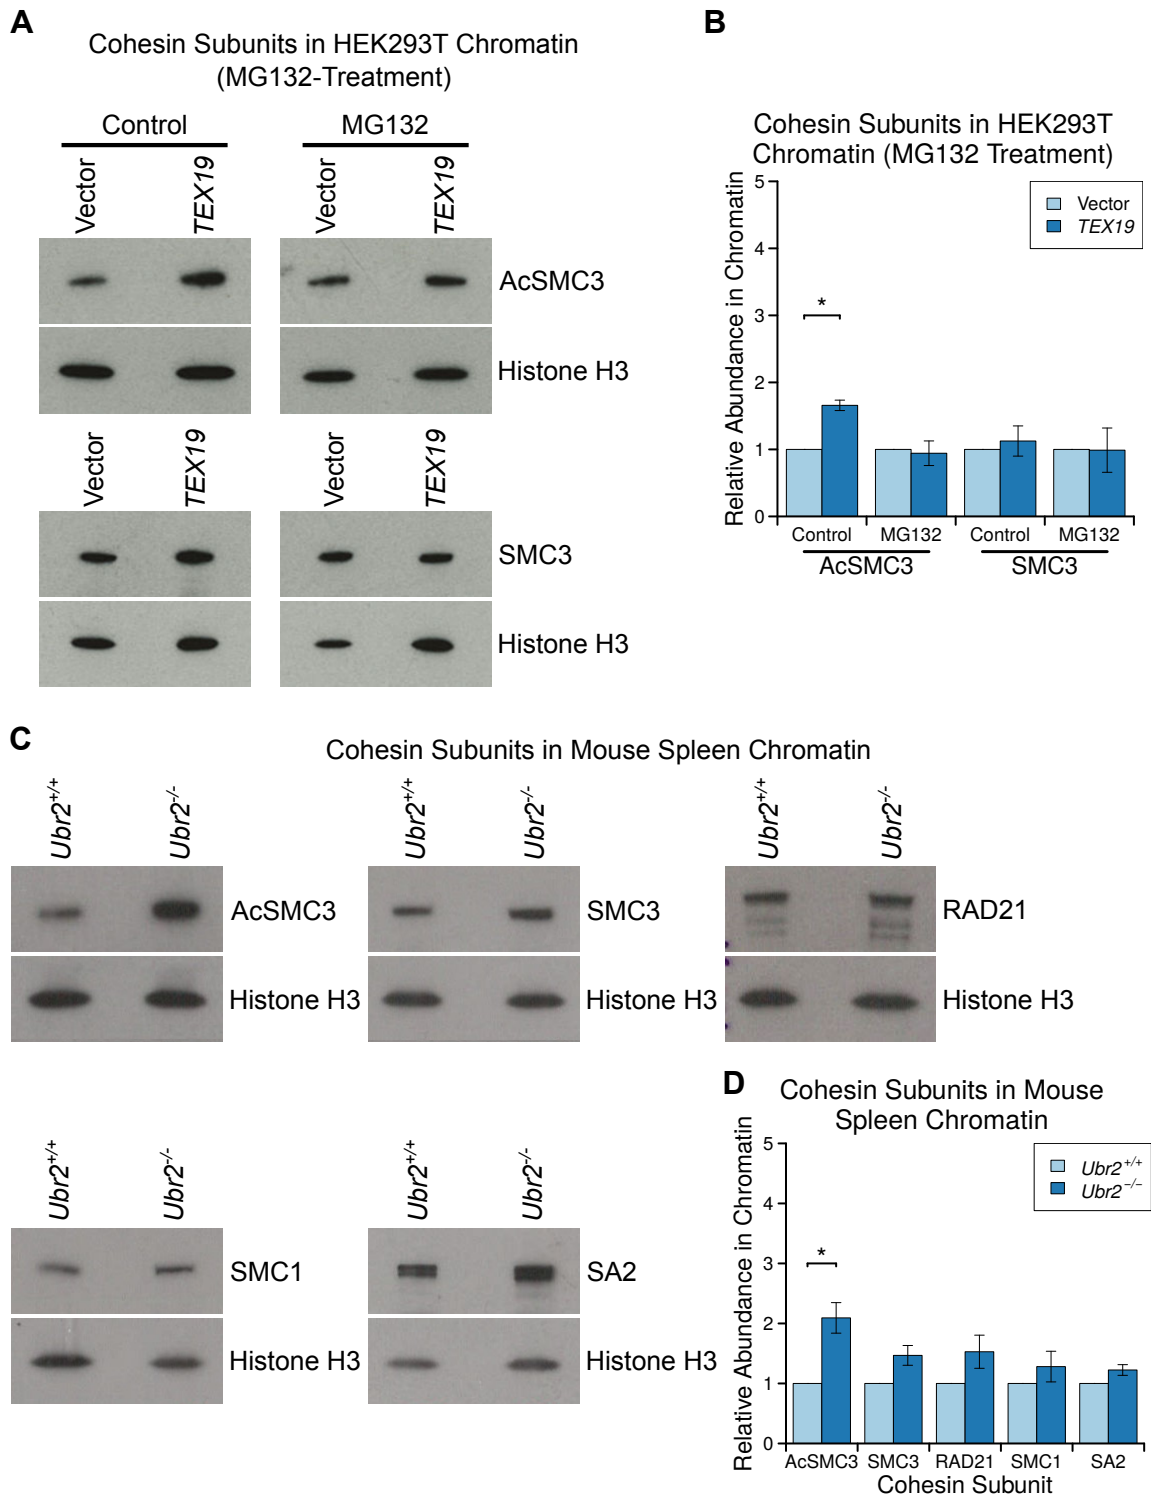 A
Cohesin Subunits in HEK293T Chromatin
(MG132-Treatment)
Control
MG132
Vector
TEX19
Vector
TEX19
AcSMC3
Histone H3
Vector
TEX19
Vector
TEX19
SMC3
Histone H3
B
Cohesin Subunits in HEK293T
Chromatin (MG132 Treatment)
Relative Abundance in Chromatin
5
4
3
2
1
0
Vector
TEX19
*
Control
MG132
Control
MG132
AcSMC3
SMC3
C
Cohesin Subunits in Mouse Spleen Chromatin
Ubr2+/+
Ubr2-/-
Ubr2+/+
Ubr2-/-
Ubr2+/+
Ubr2-/-
AcSMC3
SMC3
RAD21
Histone H3
Histone H3
Histone H3
Ubr2+/+
Ubr2-/-
Ubr2+/+
Ubr2-/-
SMC1
SA2
Histone H3
Histone H3
D
Cohesin Subunits in Mouse
Spleen Chromatin
Relative Abundance in Chromatin
5
4
3
2
1
0
Ubr2+/+
Ubr2−/−
*
AcSMC3
SMC3
RAD21
SMC1
SA2
Cohesin Subunit